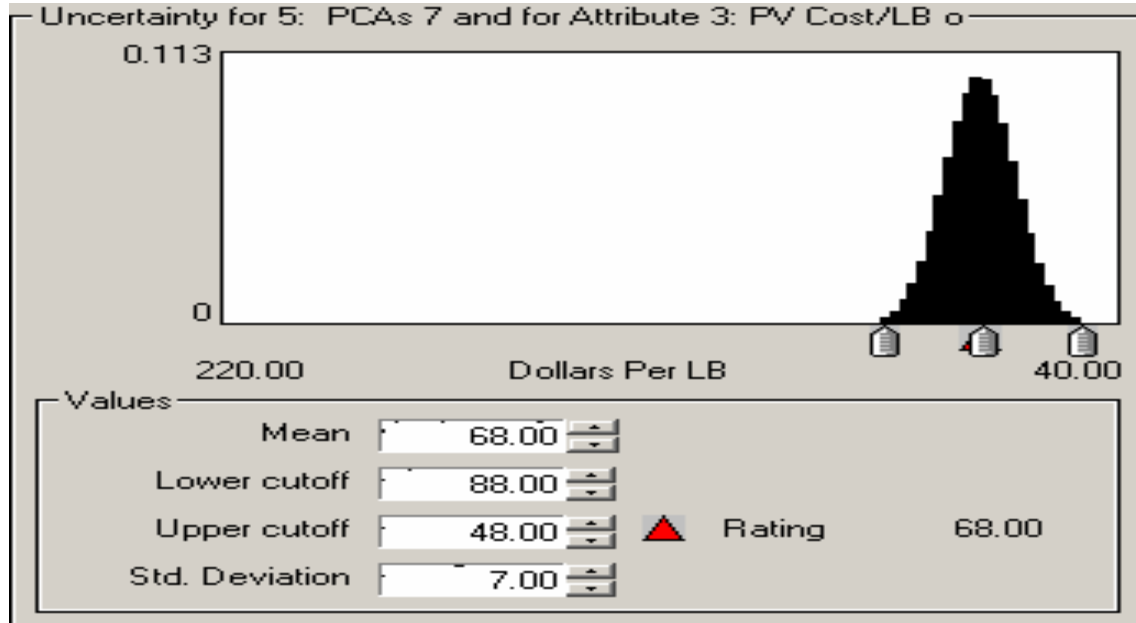 Uncertainty for 5: PCAs 7 and for Attribute 3: PV Cost/LB o
0.113
0
220.00 Dollars Per LB 40.00
Values
Mean 68.00
Lower cutoff 88.00
Upper cutoff 48.00 Rating 68.00
Std. Deviation 7.00